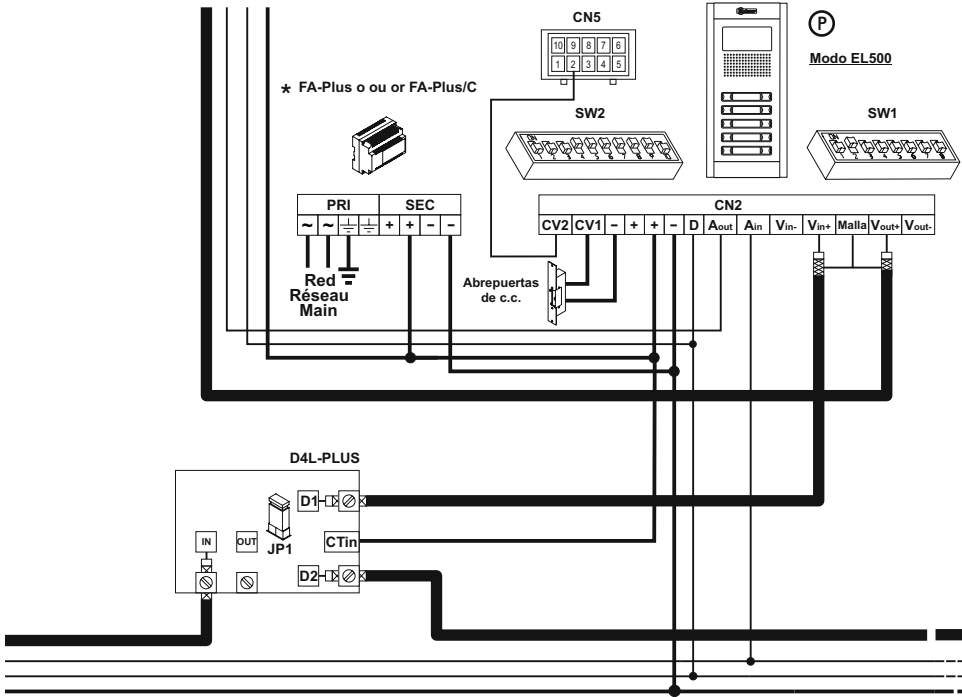 CN5
10 9 8 7 6
1 2 3 4 5
P
Modo EL500
* FA-Plus o ou or FA-Plus/C
SW2
SW1
PRI SEC
~ ~ + + − −
Red
Réseau
Main
CN2
CV2 CV1 − + + − D Aout Ain Vin- Vin+ Malla Vout+ Vout-
Abrepuertas
de c.c.
D4L-PLUS
D1
IN OUT JP1 CTin
D2